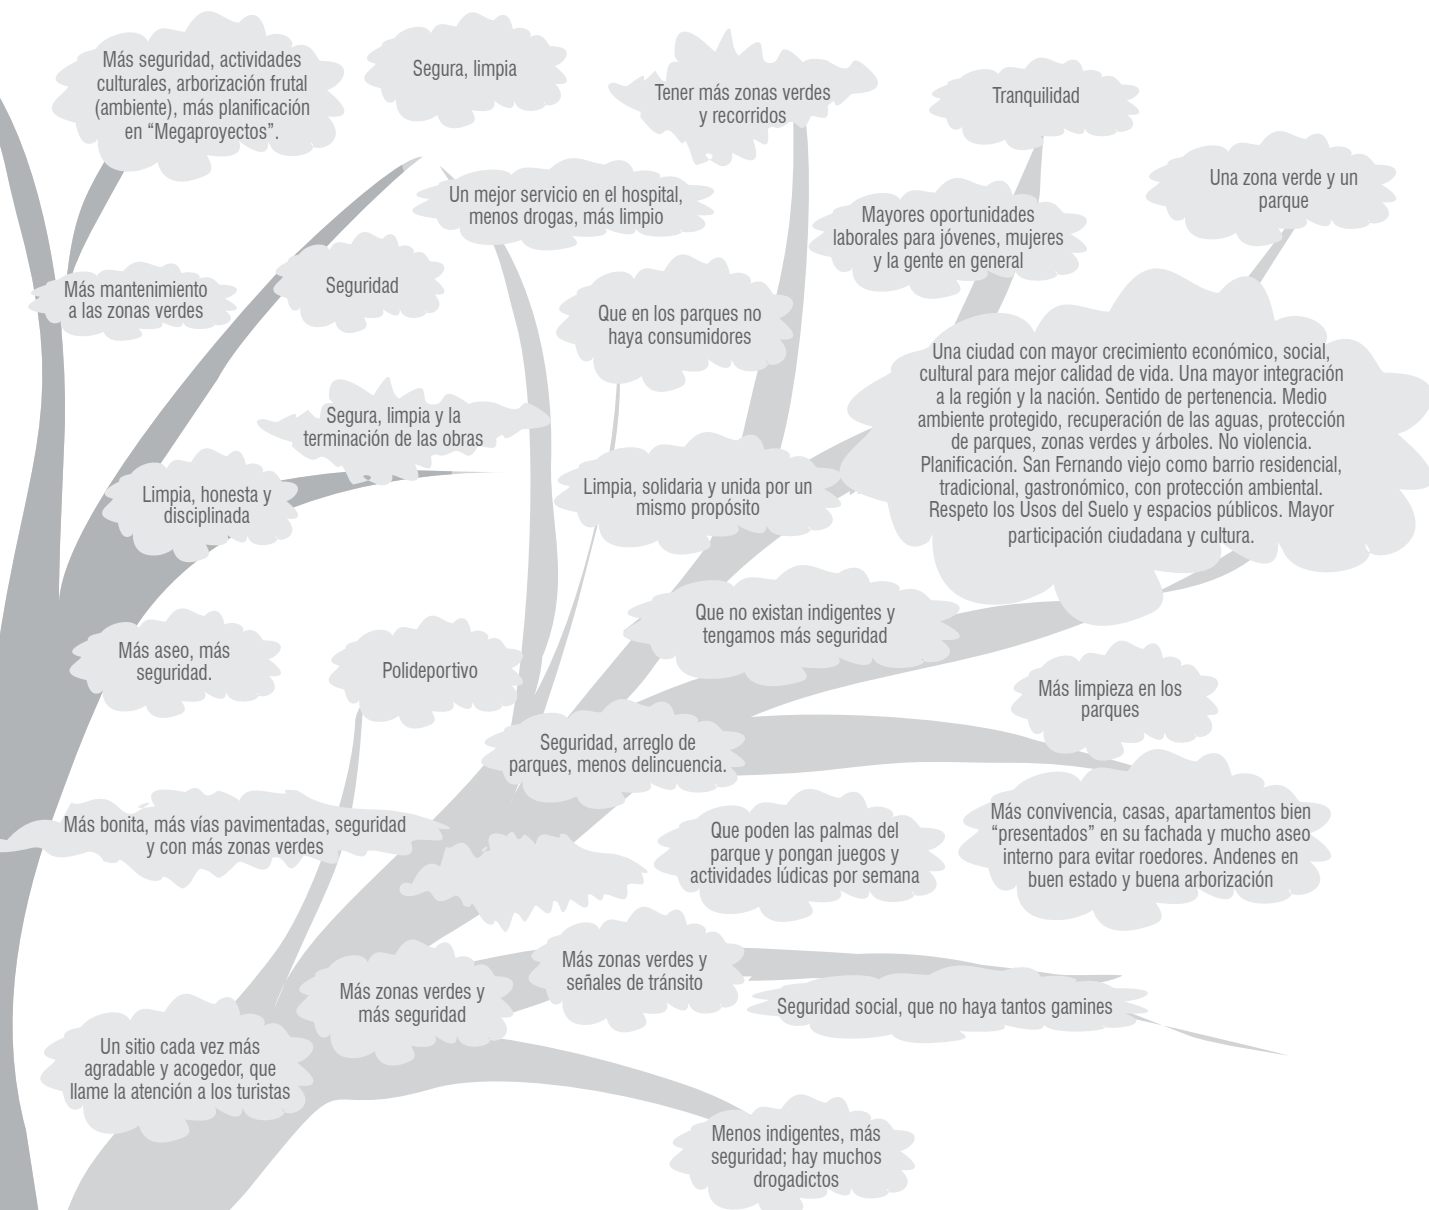 Más seguridad, actividades
culturales, arborización frutal
(ambiente), más planificación
en “Megaproyectos”.
Segura, limpia
Tener más zonas verdes
y recorridos
Tranquilidad
Una zona verde y un
parque
Un mejor servicio en el hospital,
menos drogas, más limpio
Mayores oportunidades
laborales para jóvenes, mujeres
y la gente en general
Más mantenimiento
a las zonas verdes
Seguridad
Que en los parques no
haya consumidores
Una ciudad con mayor crecimiento económico, social,
cultural para mejor calidad de vida. Una mayor integración
a la región y la nación. Sentido de pertenencia. Medio
ambiente protegido, recuperación de las aguas, protección
de parques, zonas verdes y árboles. No violencia.
Planificación. San Fernando viejo como barrio residencial,
tradicional, gastronómico, con protección ambiental.
Respeto los Usos del Suelo y espacios públicos. Mayor
participación ciudadana y cultura.
Segura, limpia y la
terminación de las obras
Limpia, honesta y
disciplinada
Limpia, solidaria y unida por un
mismo propósito
Que no existan indigentes y
tengamos más seguridad
Más aseo, más
seguridad.
Polideportivo
Más limpieza en los
parques
Seguridad, arreglo de
parques, menos delincuencia.
Más bonita, más vías pavimentadas, seguridad
y con más zonas verdes
Que poden las palmas del
parque y pongan juegos y
actividades lúdicas por semana
Más convivencia, casas, apartamentos bien
“presentados” en su fachada y mucho aseo
interno para evitar roedores. Andenes en
buen estado y buena arborización
Más zonas verdes y
señales de tránsito
Más zonas verdes y
más seguridad
Seguridad social, que no haya tantos gamines
Un sitio cada vez más
agradable y acogedor, que
llame la atención a los turistas
Menos indigentes, más
seguridad; hay muchos
drogadictos